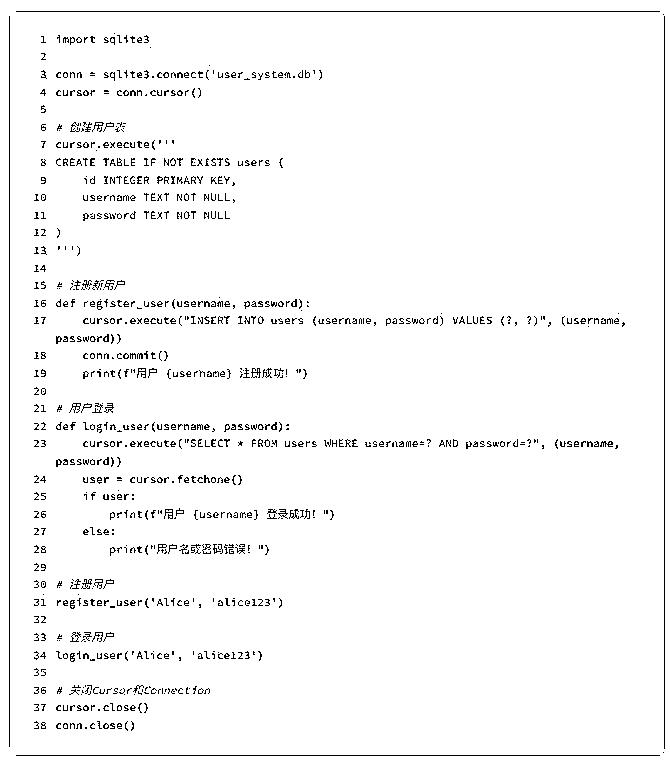 1 import sqlite3
2
3 conn = sqlite3.connect('user_system.db')
4 cursor = conn.cursor()
5
6 # 创建用户表
7 cursor.execute('''
8 CREATE TABLE IF NOT EXISTS users (
9     id INTEGER PRIMARY KEY,
10     username TEXT NOT NULL,
11     password TEXT NOT NULL
12 )
13 ''')
14
15 # 注册新用户
16 def register_user(username, password):
17     cursor.execute("INSERT INTO users (username, password) VALUES (?, ?)", (username,
password))
18     conn.commit()
19     print(f"用户 {username} 注册成功！")
20
21 # 用户登录
22 def login_user(username, password):
23     cursor.execute("SELECT * FROM users WHERE username=? AND password=?", (username,
password))
24     user = cursor.fetchone()
25     if user:
26         print(f"用户 {username} 登录成功！")
27     else:
28         print("用户名或密码错误！")
29
30 # 注册用户
31 register_user('Alice', 'alice123')
32
33 # 登录用户
34 login_user('Alice', 'alice123')
35
36 # 关闭Cursor和Connection
37 cursor.close()
38 conn.close()